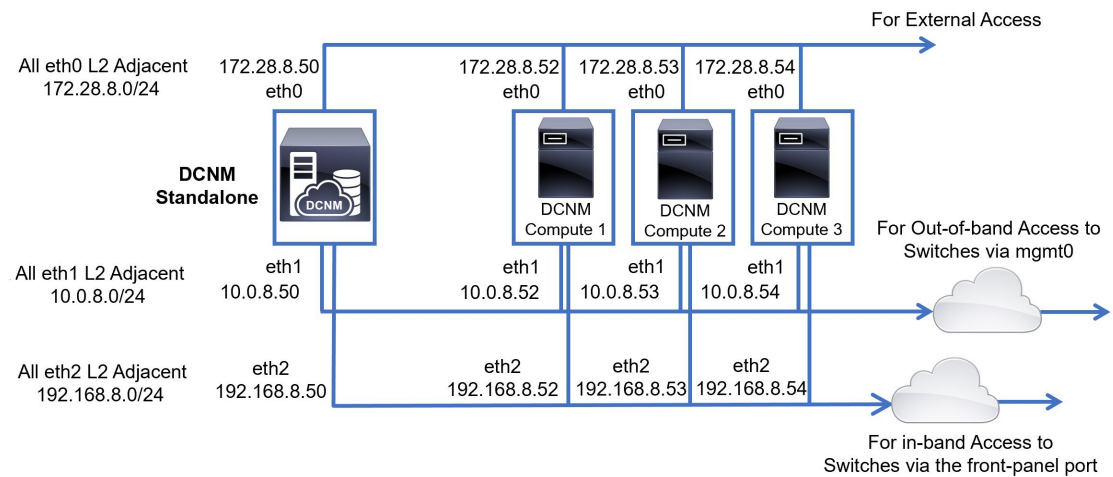 For External Access
All eth0 L2 Adjacent
172.28.8.0/24
172.28.8.50
eth0
172.28.8.52
eth0
172.28.8.53
eth0
172.28.8.54
eth0
DCNM
Standalone
DCNM
DCNM
Compute 1
DCNM
Compute 2
DCNM
Compute 3
For Out-of-band Access to
Switches via mgmt0
All eth1 L2 Adjacent
10.0.8.0/24
eth1
10.0.8.50
eth1
10.0.8.52
eth1
10.0.8.53
eth1
10.0.8.54
All eth2 L2 Adjacent
192.168.8.0/24
eth2
192.168.8.50
eth2
192.168.8.52
eth2
192.168.8.53
eth2
192.168.8.54
For in-band Access to
Switches via the front-panel port